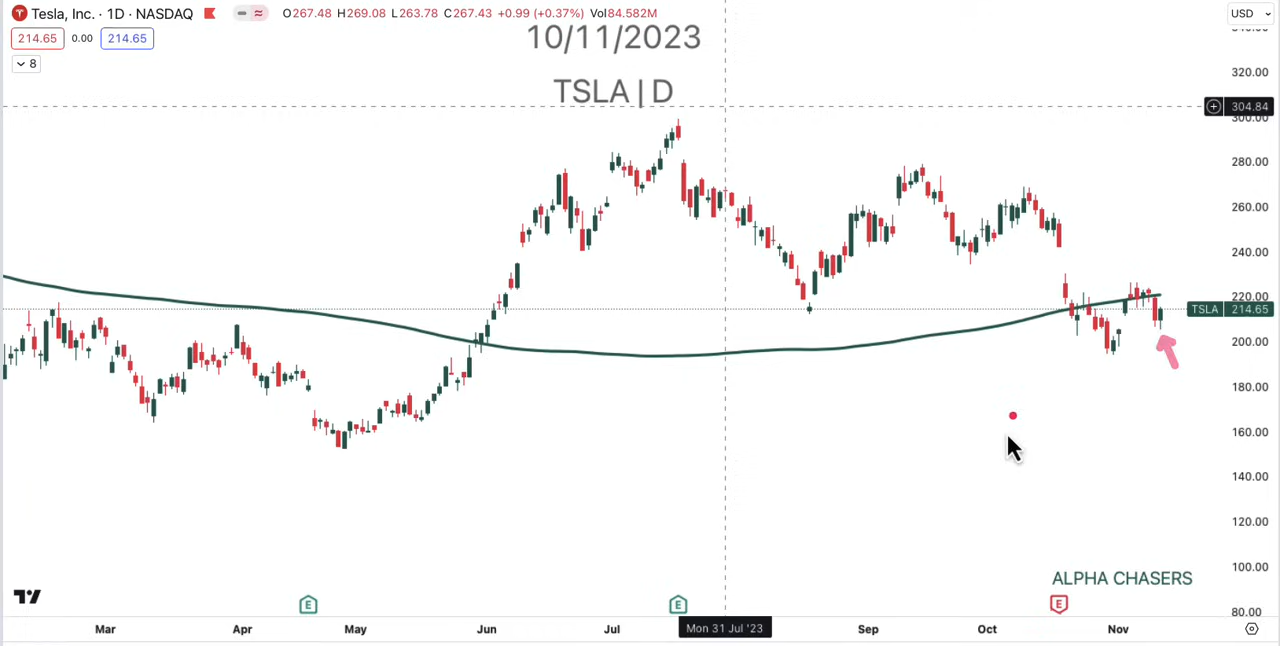 Tesla, Inc. · 1D · NASDAQ O267.48 H269.08 L263.78 C267.43 +0.99 (+0.37%) Vol84.582M
USD
214.65 0.00 214.65
8
10/11/2023
TSLA | D
320.00
304.84
300.00
280.00
260.00
240.00
220.00
TSLA 214.65
200.00
180.00
160.00
140.00
120.00
100.00
80.00
ALPHA CHASERS
E E E
Mar Apr May Jun Jul Mon 31 Jul '23 Sep Oct Nov